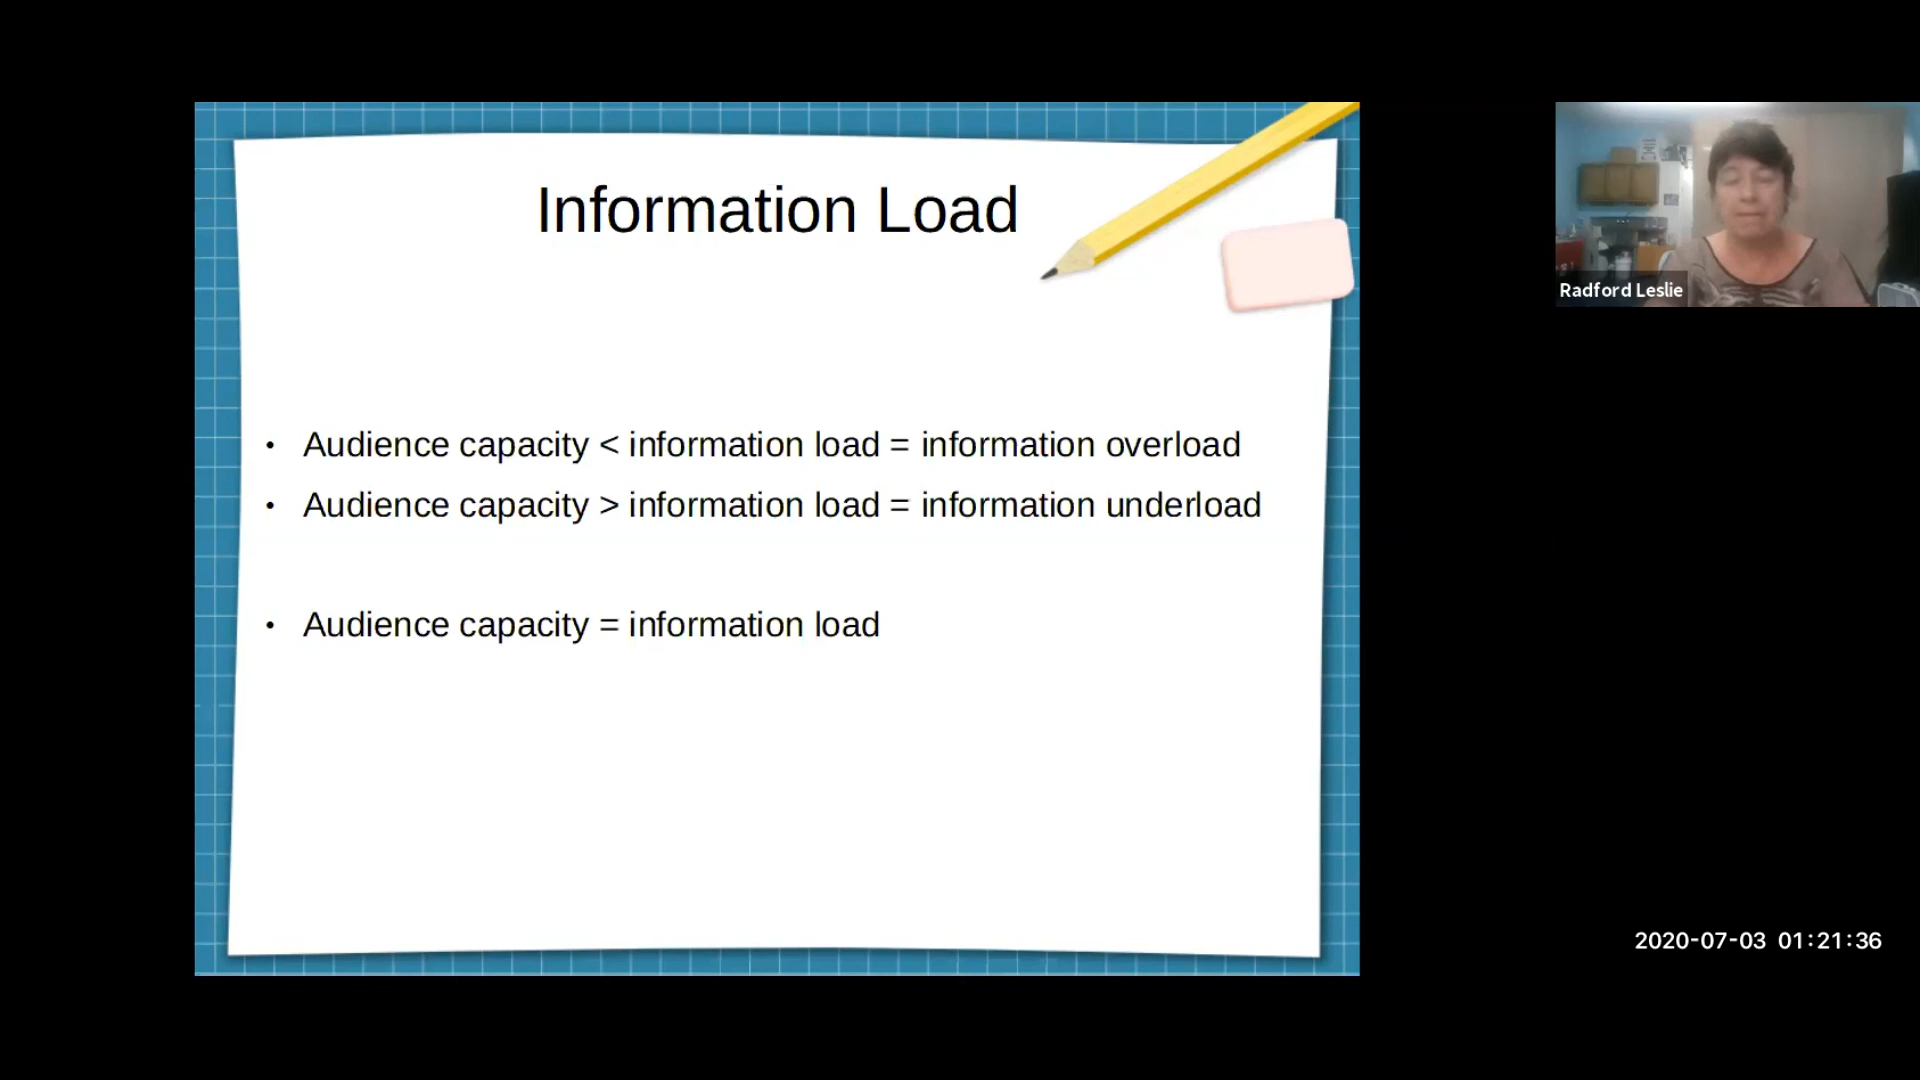 Information Load
• Audience capacity < information load = information overload
• Audience capacity > information load = information underload
• Audience capacity = information load
Radford Leslie
2020-07-03 01:21:36